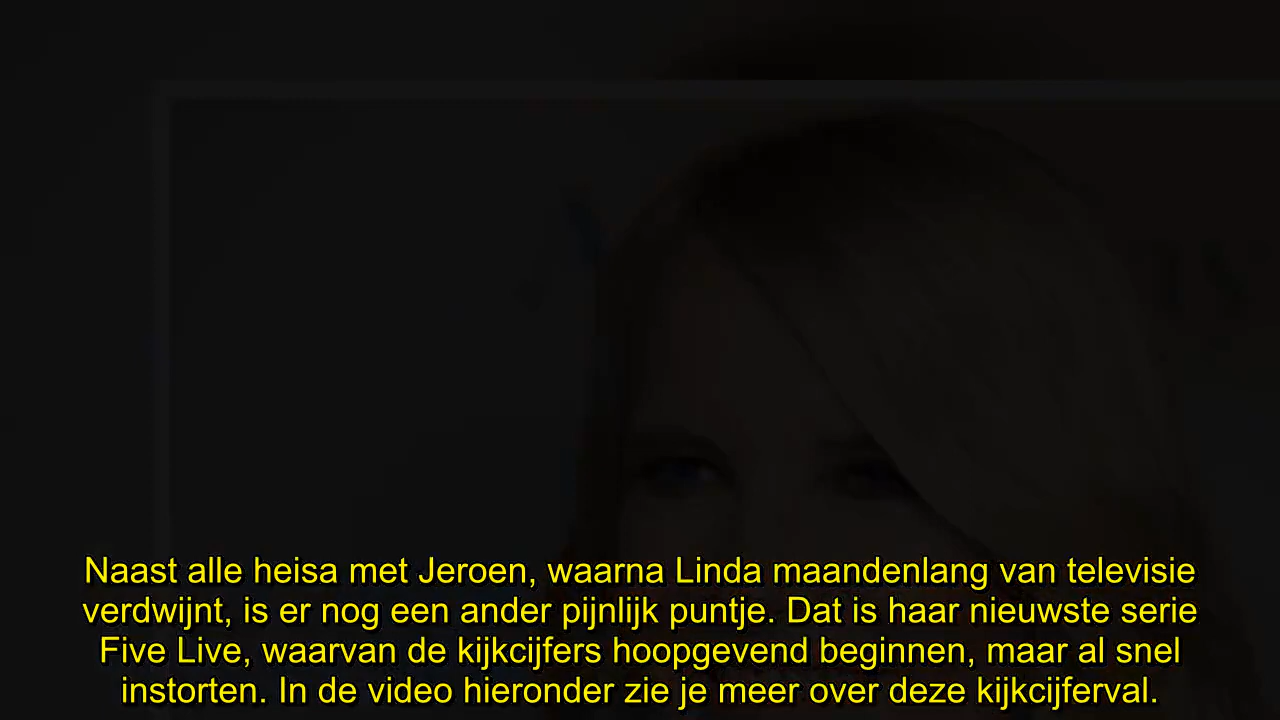 Naast alle heisa met Jeroen, waarna Linda maandenlang van televisie
verdwijnt, is er nog een ander pijnlijk puntje. Dat is haar nieuwste serie
Five Live, waarvan de kijkcijfers hoopgevend beginnen, maar al snel
instorten. In de video hieronder zie je meer over deze kijkcijferval.